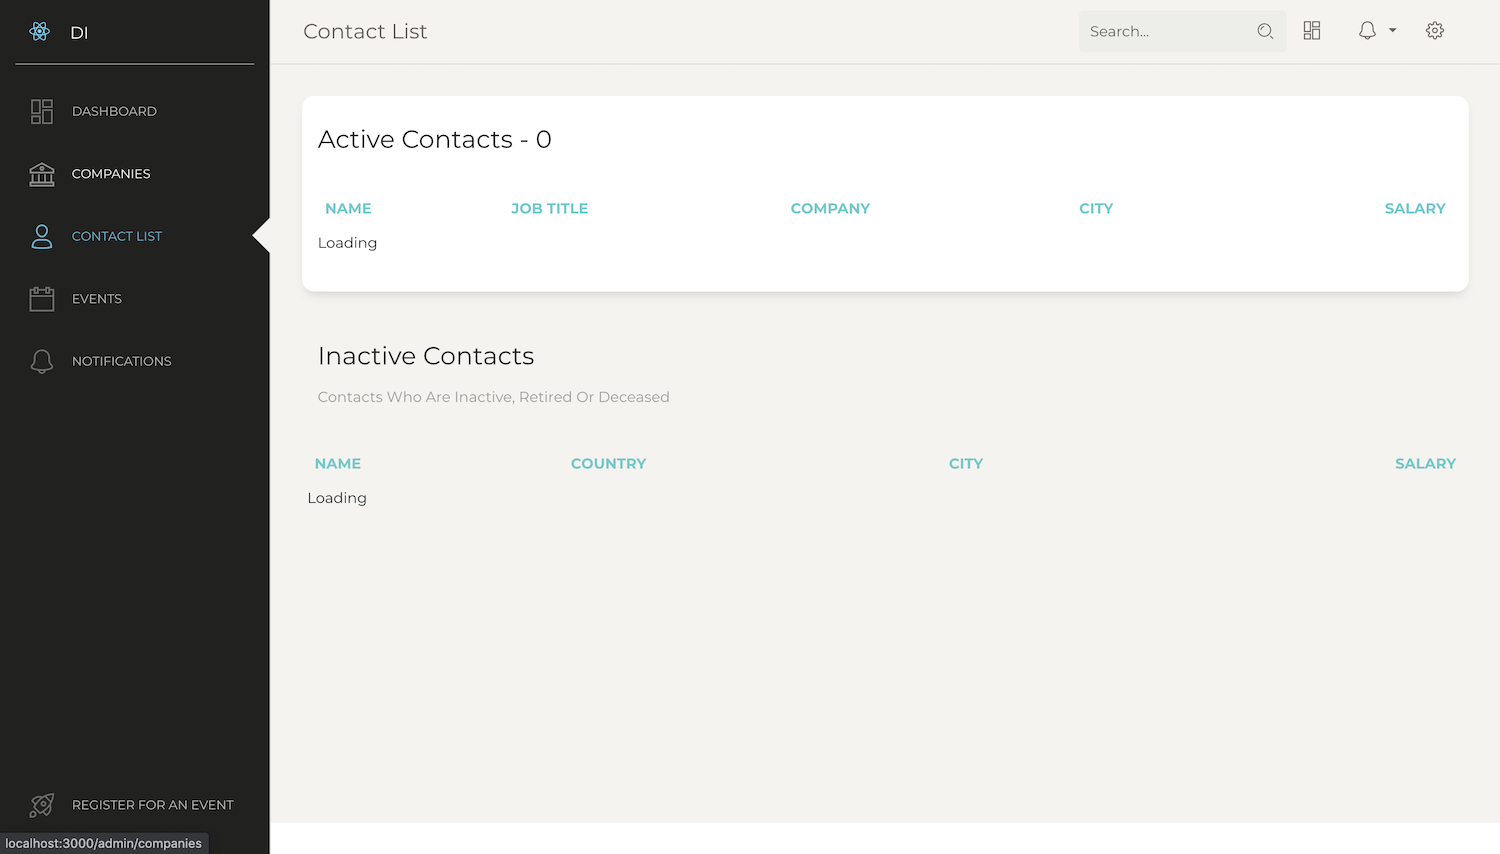 DI
DASHBOARD
COMPANIES
CONTACT LIST
EVENTS
NOTIFICATIONS
REGISTER FOR AN EVENT
localhost:3000/admin/companies
Contact List
Search...
Active Contacts - 0
NAME JOB TITLE COMPANY CITY SALARY
Loading
Inactive Contacts
Contacts Who Are Inactive, Retired Or Deceased
NAME COUNTRY CITY SALARY
Loading